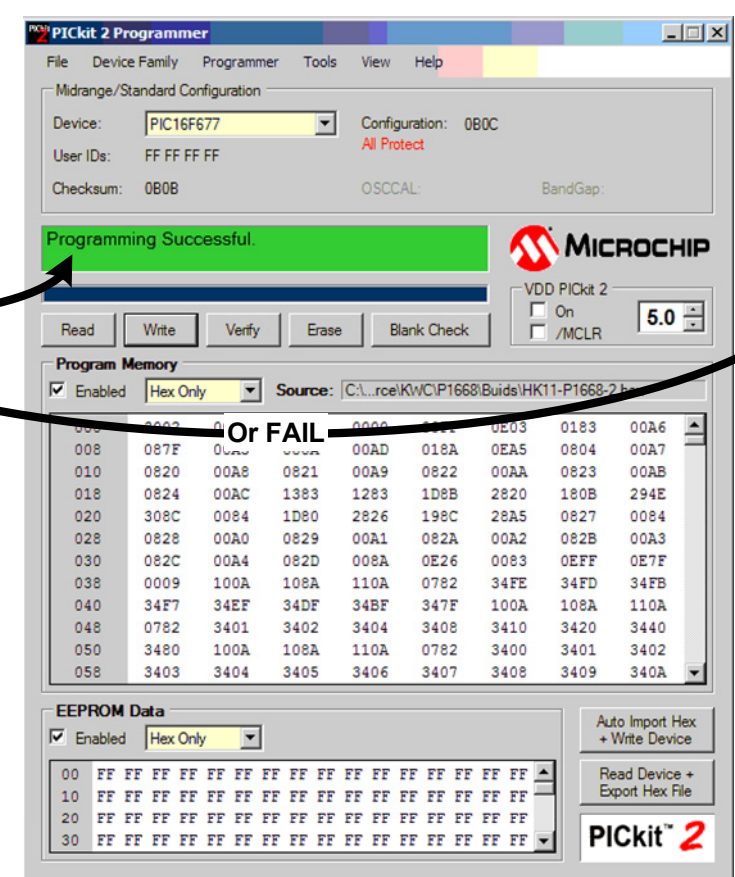 PICkit 2 Programmer
File Device Family Programmer Tools View Help
Midrange/Standard Configuration
Device: PIC16F677 Configuration: 0B0C
All Protect
User IDs: FF FF FF FF
Checksum: 0B0B OSCCAL: BandGap:
Programming Successful.
MICROCHIP
VDD PICkit 2
On
/MCLR
5.0
Read Write Verify Erase Blank Check
Program Memory
Enabled Hex Only Source: C:\...rce\KWC\P1668\Buids\HK11-P1668-2
Or FAIL
0E03 0183 00A6
008 087F 00AD 018A 0EA5 0804 00A7
010 0820 00A8 0821 00A9 0822 00AA 0823 00AB
018 0824 00AC 1383 1283 1D8B 2820 180B 294E
020 308C 0084 1D80 2826 198C 28A5 0827 0084
028 0828 00A0 0829 00A1 082A 00A2 082B 00A3
030 082C 00A4 082D 008A 0E26 0083 0EFF 0E7F
038 0009 100A 108A 110A 0782 34FE 34FD 34FB
040 34F7 34EF 34DF 34BF 347F 100A 108A 110A
048 0782 3401 3402 3404 3408 3410 3420 3440
050 3480 100A 108A 110A 0782 3400 3401 3402
058 3403 3404 3405 3406 3407 3408 3409 340A
EEPROM Data
Enabled Hex Only
00 FF FF FF FF FF FF FF FF FF FF FF FF FF FF FF FF
10 FF FF FF FF FF FF FF FF FF FF FF FF FF FF FF FF
20 FF FF FF FF FF FF FF FF FF FF FF FF FF FF FF FF
30 FF FF FF FF FF FF FF FF FF FF FF FF FF FF FF FF
Auto Import Hex
+ Write Device
Read Device +
Export Hex File
PICkit™ 2